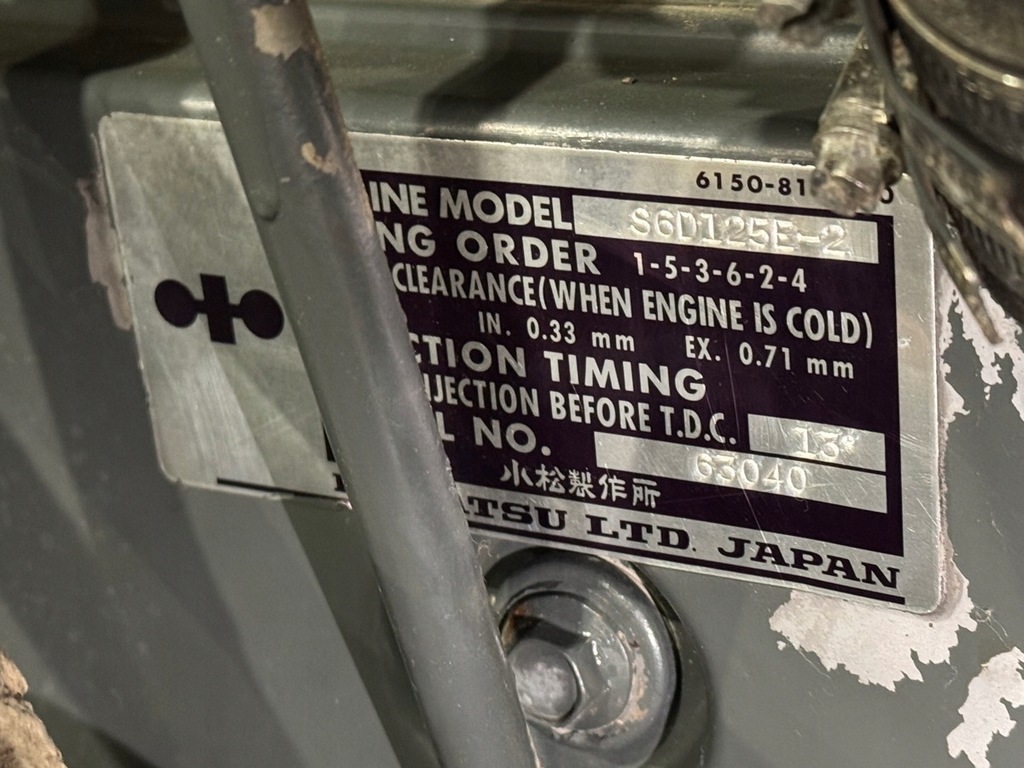 6150-81
INE MODEL S6D125E-2
NG ORDER 1-5-3-6-2-4
CLEARANCE(WHEN ENGINE IS COLD)
IN. 0.33 mm EX. 0.71 mm
CTION TIMING
NJECTION BEFORE T.D.C. 13°
L NO. 63040
小松製作所
ATSU LTD. JAPAN